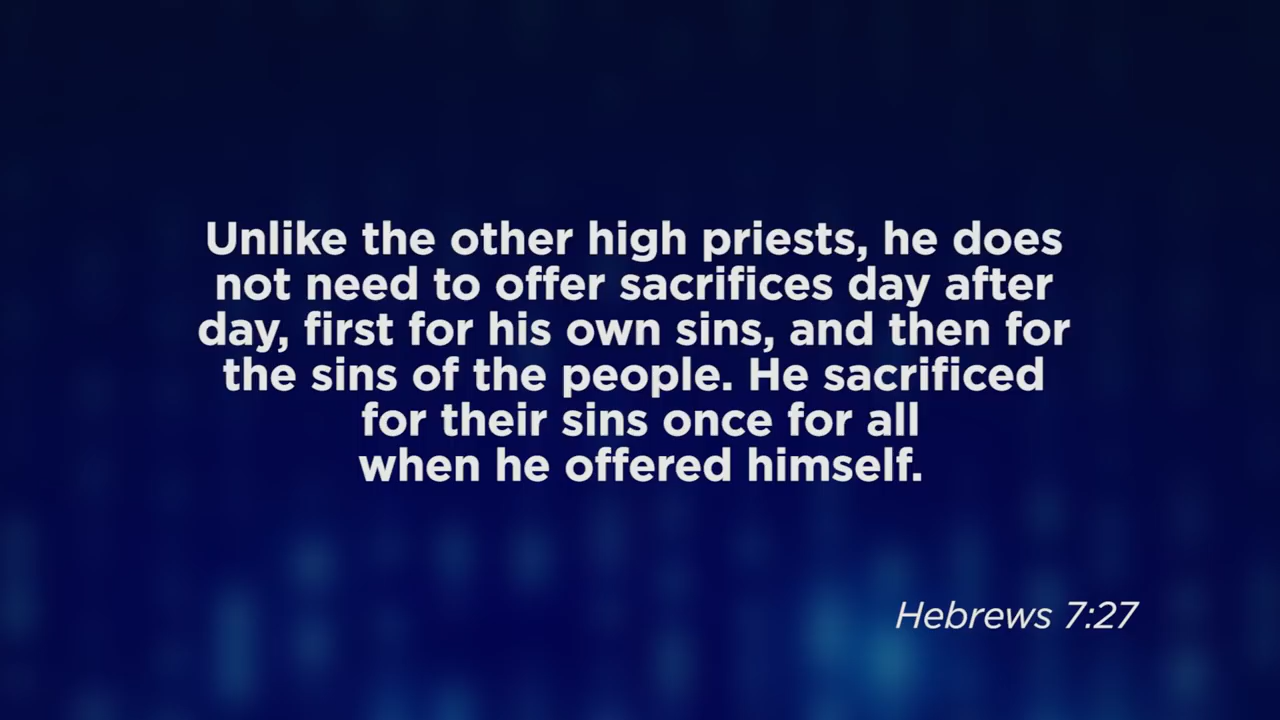 Unlike the other high priests, he does
not need to offer sacrifices day after
day, first for his own sins, and then for
the sins of the people. He sacrificed
for their sins once for all
when he offered himself.
Hebrews 7:27